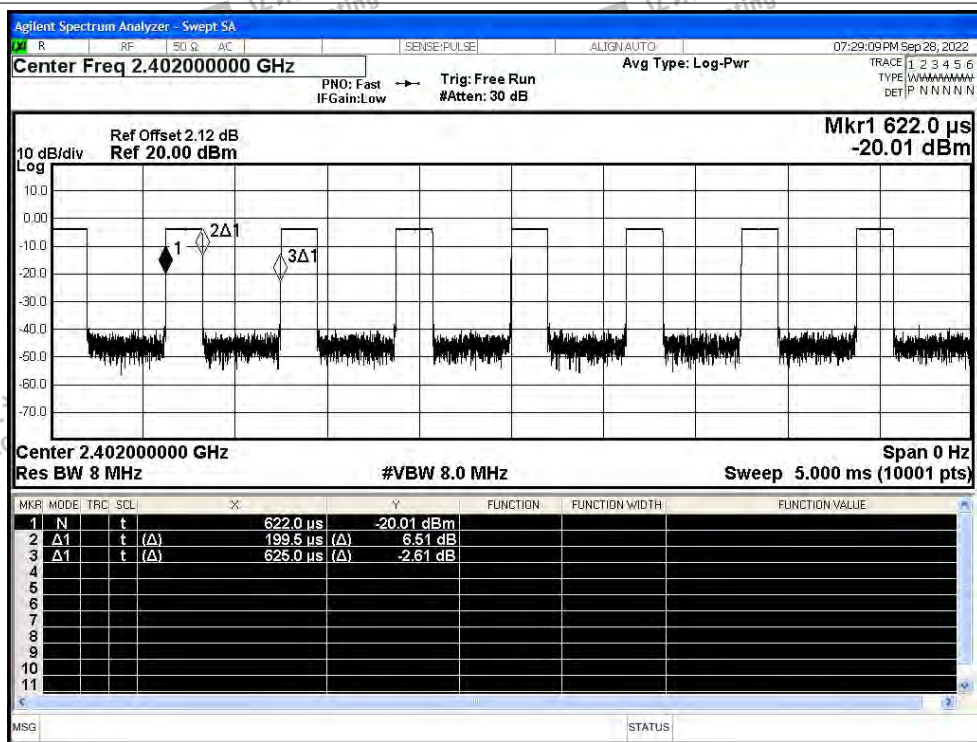 Agilent Spectrum Analyzer - Swept SA
R RF 50 Ω AC SENSE:PULSE ALIGN AUTO 07:29:09 PM Sep 28, 2022
Center Freq 2.402000000 GHz
PNO: Fast
IFGain:Low
Trig: Free Run
#Atten: 30 dB
Avg Type: Log-Pwr
TRACE 1 2 3 4 5 6
TYPE WWWWWW
DET P N N N N N
Mkr1 622.0 µs
-20.01 dBm
10 dB/div
Log
Ref Offset 2.12 dB
Ref 20.00 dBm
10.0
0.00
-10.0
-20.0
-30.0
-40.0
-50.0
-60.0
-70.0
1
2Δ1
3Δ1
Center 2.402000000 GHz Span 0 Hz
Res BW 8 MHz #VBW 8.0 MHz Sweep 5.000 ms (10001 pts)
MKR MODE TRC SCL X Y FUNCTION FUNCTION WIDTH FUNCTION VALUE
1 N t 622.0 µs -20.01 dBm
2 Δ1 t (Δ) 199.5 µs (Δ) 6.51 dB
3 Δ1 t (Δ) 625.0 µs (Δ) -2.61 dB
4
5
6
7
8
9
10
11
MSG STATUS